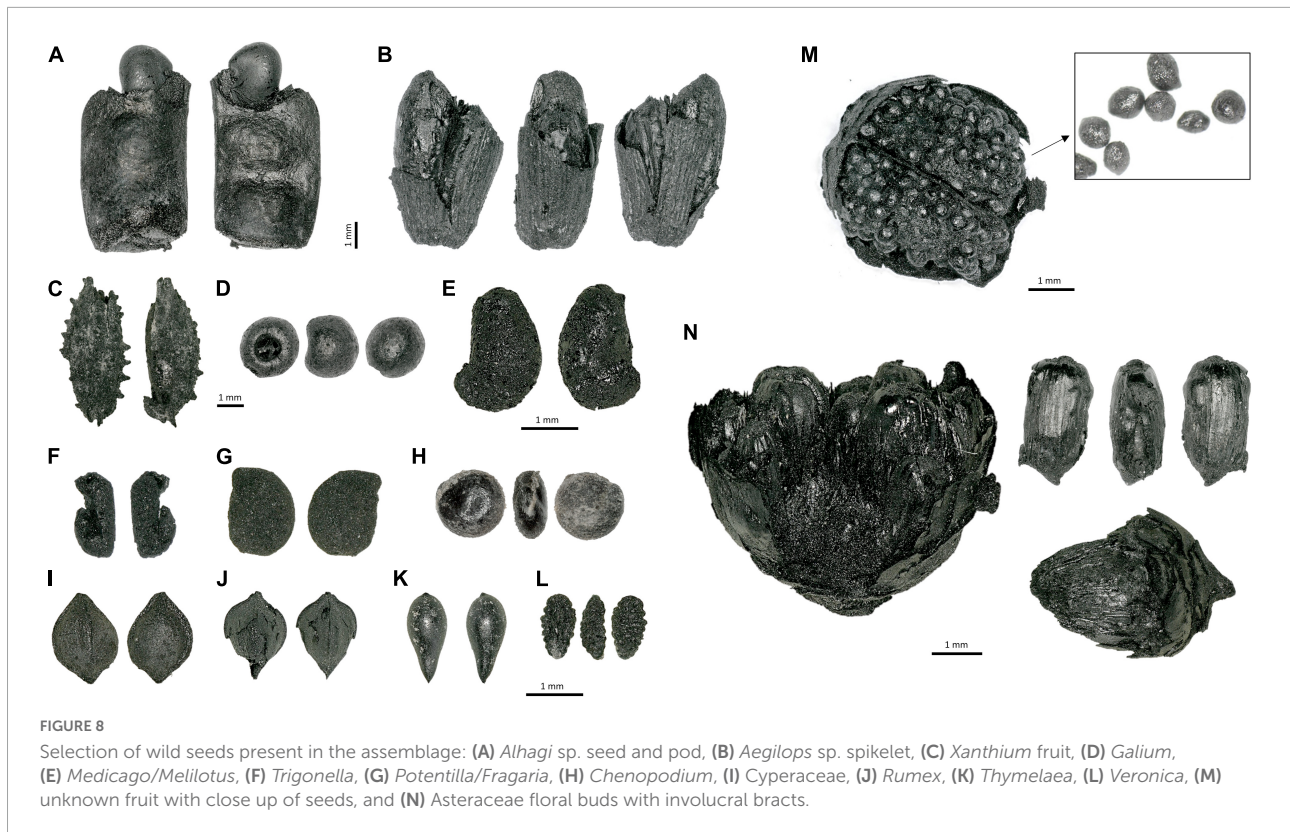 A
B
M
1 mm
C
D
E
1 mm
1 mm
1 mm
N
F
G
H
I
J
K
L
1 mm
1 mm
FIGURE 8
Selection of wild seeds present in the assemblage: (A) Alhagi sp. seed and pod, (B) Aegilops sp. spikelet, (C) Xanthium fruit, (D) Galium,
(E) Medicago/Melilotus, (F) Trigonella, (G) Potentilla/Fragaria, (H) Chenopodium, (I) Cyperaceae, (J) Rumex, (K) Thymelaea, (L) Veronica, (M)
unknown fruit with close up of seeds, and (N) Asteraceae floral buds with involucral bracts.